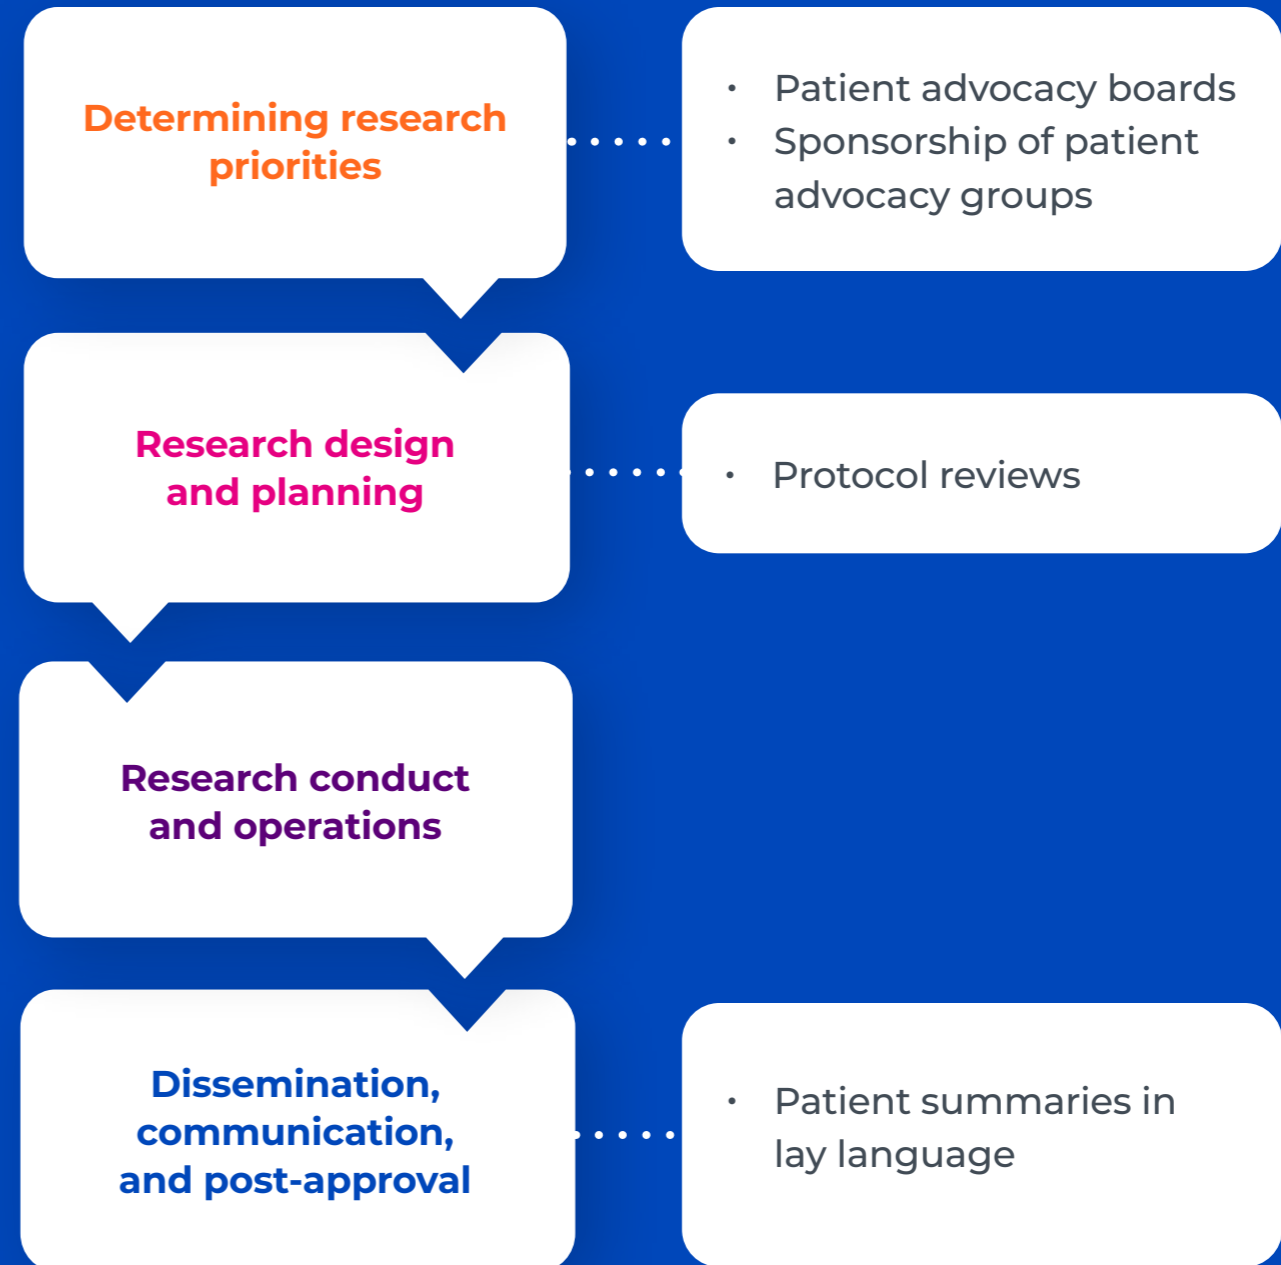 Determining research
priorities
• Patient advocacy boards
• Sponsorship of patient
advocacy groups
Research design
and planning
• Protocol reviews
Research conduct
and operations
Dissemination,
communication,
and post-approval
• Patient summaries in
lay language